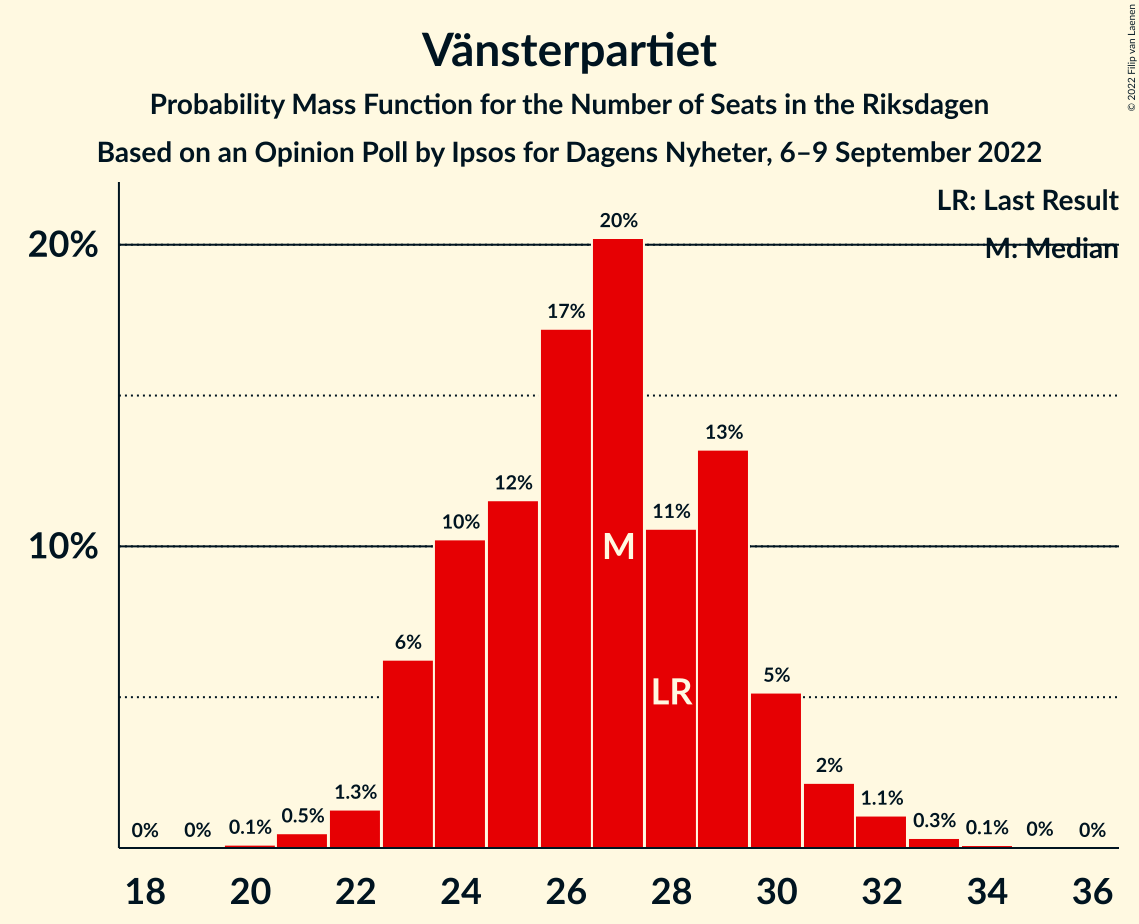 Vänsterpartiet
Probability Mass Function for the Number of Seats in the Riksdagen
Based on an Opinion Poll by Ipsos for Dagens Nyheter, 6–9 September 2022
© 2022 Filip van Laenen
LR: Last Result
M: Median
20%
10%
0%
0%
0.1%
0.5%
1.3%
6%
10%
12%
17%
20%
11%
13%
5%
2%
1.1%
0.3%
0.1%
0%
0%
M
LR
18 20 22 24 26 28 30 32 34 36